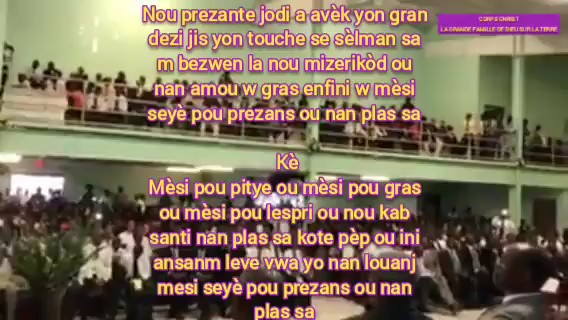 Nou prezante jodi a avèk yon gran
dezi jis yon touche se sèlman sa
m bezwen la nou mizerikòd ou
nan amou w gras enfini w mèsi
seyè pou prezans ou nan plas sa
CORPS CHRIST
LA GRANDE FAMILLE DE DIEU SUR LA TERRE
Kè
Mèsi pou pitye ou mèsi pou gras
ou mèsi pou lespri ou nou kab
santi nan plas sa kote pèp ou ini
ansanm leve vwa yo nan louanj
mesi seyè pou prezans ou nan
plas sa